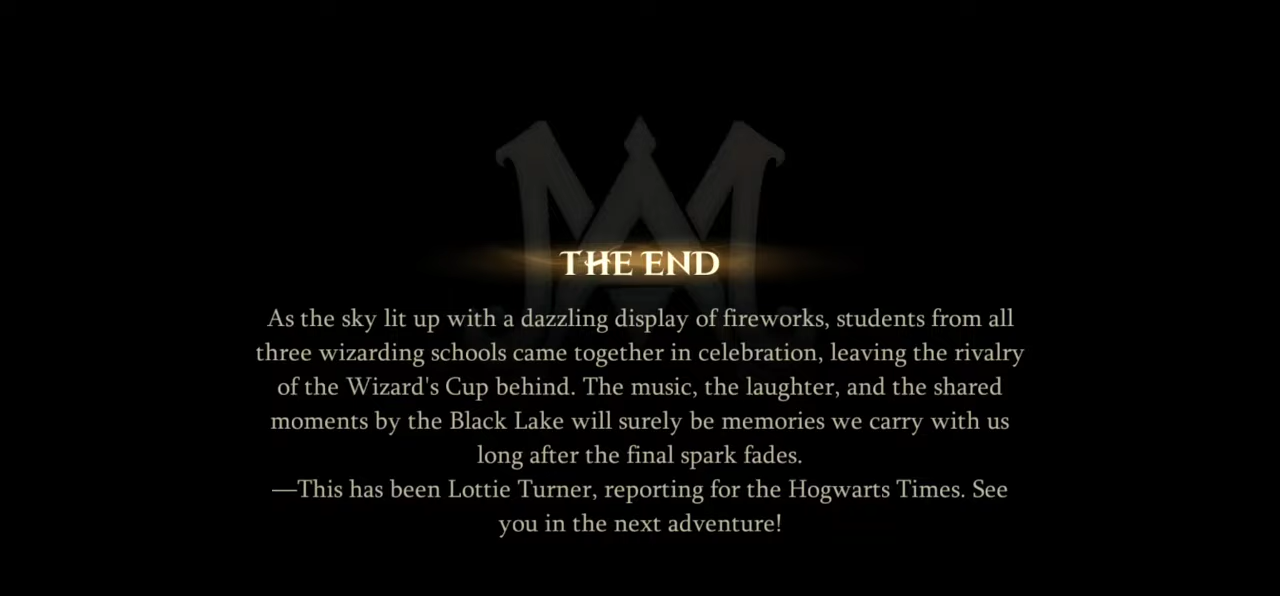 THE END
As the sky lit up with a dazzling display of fireworks, students from all
three wizarding schools came together in celebration, leaving the rivalry
of the Wizard's Cup behind. The music, the laughter, and the shared
moments by the Black Lake will surely be memories we carry with us
long after the final spark fades.
—This has been Lottie Turner, reporting for the Hogwarts Times. See
you in the next adventure!